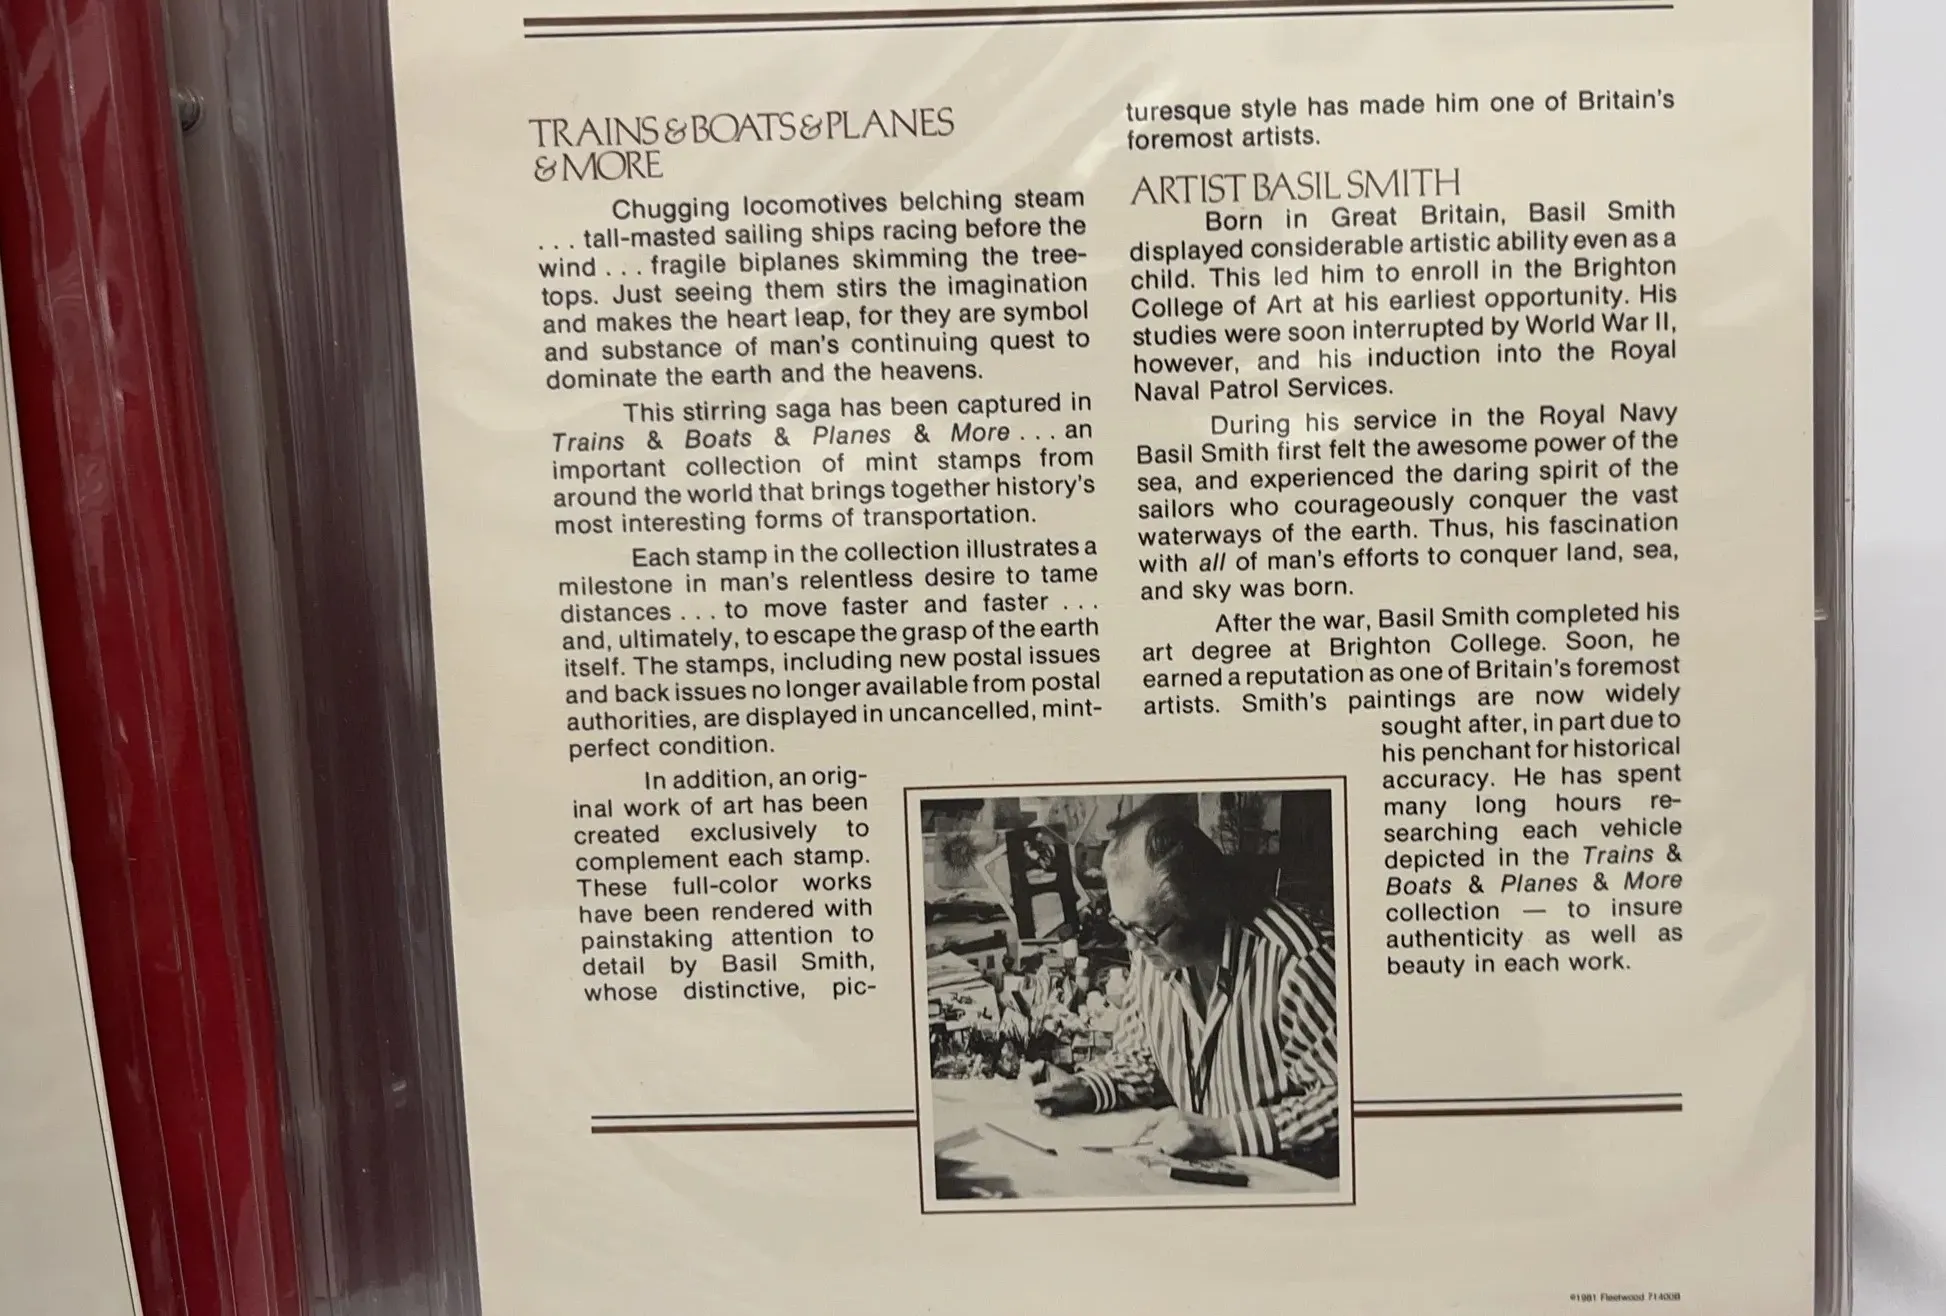 TRAINS & BOATS & PLANES
& MORE
Chugging locomotives belching steam
. . . tall-masted sailing ships racing before the
wind . . . fragile biplanes skimming the tree-
tops. Just seeing them stirs the imagination
and makes the heart leap, for they are symbol
and substance of man's continuing quest to
dominate the earth and the heavens.
This stirring saga has been captured in
Trains & Boats & Planes & More . . . an
important collection of mint stamps from
around the world that brings together history's
most interesting forms of transportation.
Each stamp in the collection illustrates a
milestone in man's relentless desire to tame
distances . . . to move faster and faster . . .
and, ultimately, to escape the grasp of the earth
itself. The stamps, including new postal issues
and back issues no longer available from postal
authorities, are displayed in uncancelled, mint-
perfect condition.
In addition, an orig-
inal work of art has been
created exclusively to
complement each stamp.
These full-color works
have been rendered with
painstaking attention to
detail by Basil Smith,
whose distinctive, pic-
turesque style has made him one of Britain's
foremost artists.
ARTIST BASIL SMITH
Born in Great Britain, Basil Smith
displayed considerable artistic ability even as a
child. This led him to enroll in the Brighton
College of Art at his earliest opportunity. His
studies were soon interrupted by World War II,
however, and his induction into the Royal
Naval Patrol Services.
During his service in the Royal Navy
Basil Smith first felt the awesome power of the
sea, and experienced the daring spirit of the
sailors who courageously conquer the vast
waterways of the earth. Thus, his fascination
with all of man's efforts to conquer land, sea,
and sky was born.
After the war, Basil Smith completed his
art degree at Brighton College. Soon, he
earned a reputation as one of Britain's foremost
artists. Smith's paintings are now widely
sought after, in part due to
his penchant for historical
accuracy. He has spent
many long hours re-
searching each vehicle
depicted in the Trains &
Boats & Planes & More
collection — to insure
authenticity as well as
beauty in each work.
©1981 Fleetwood 71400B